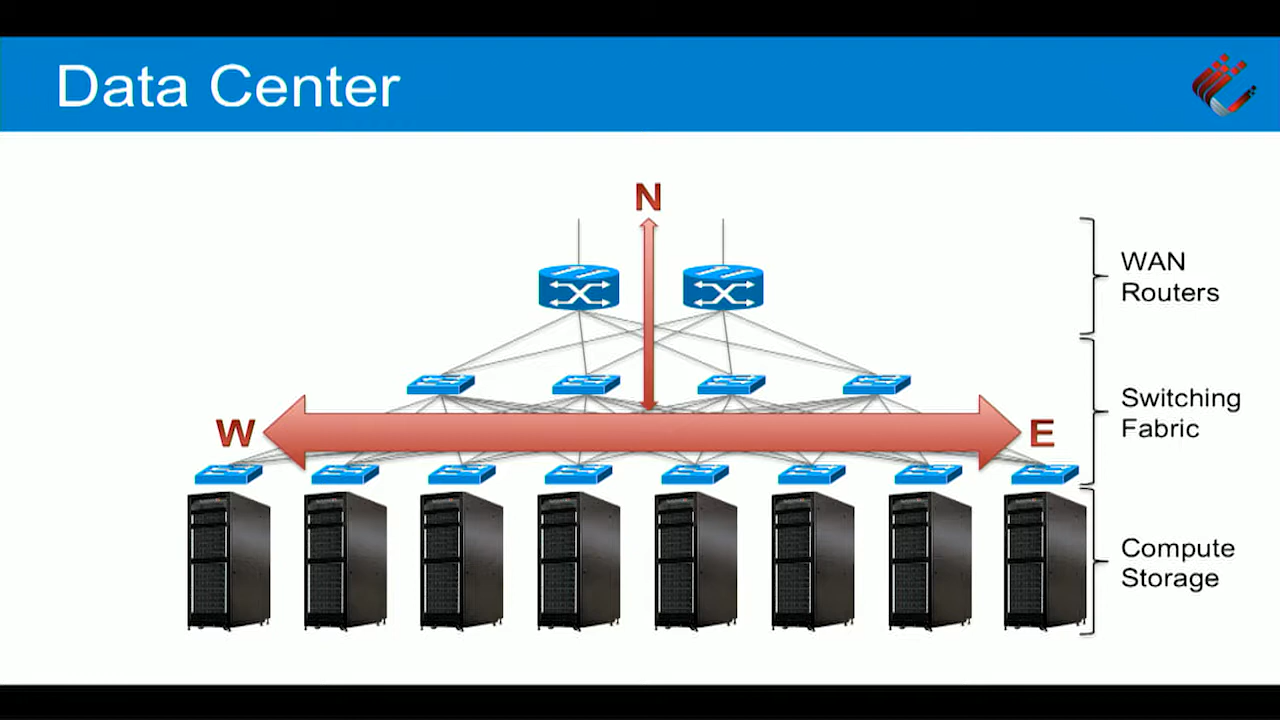 Data Center
N
WAN
Routers
W
E
Switching
Fabric
Compute
Storage